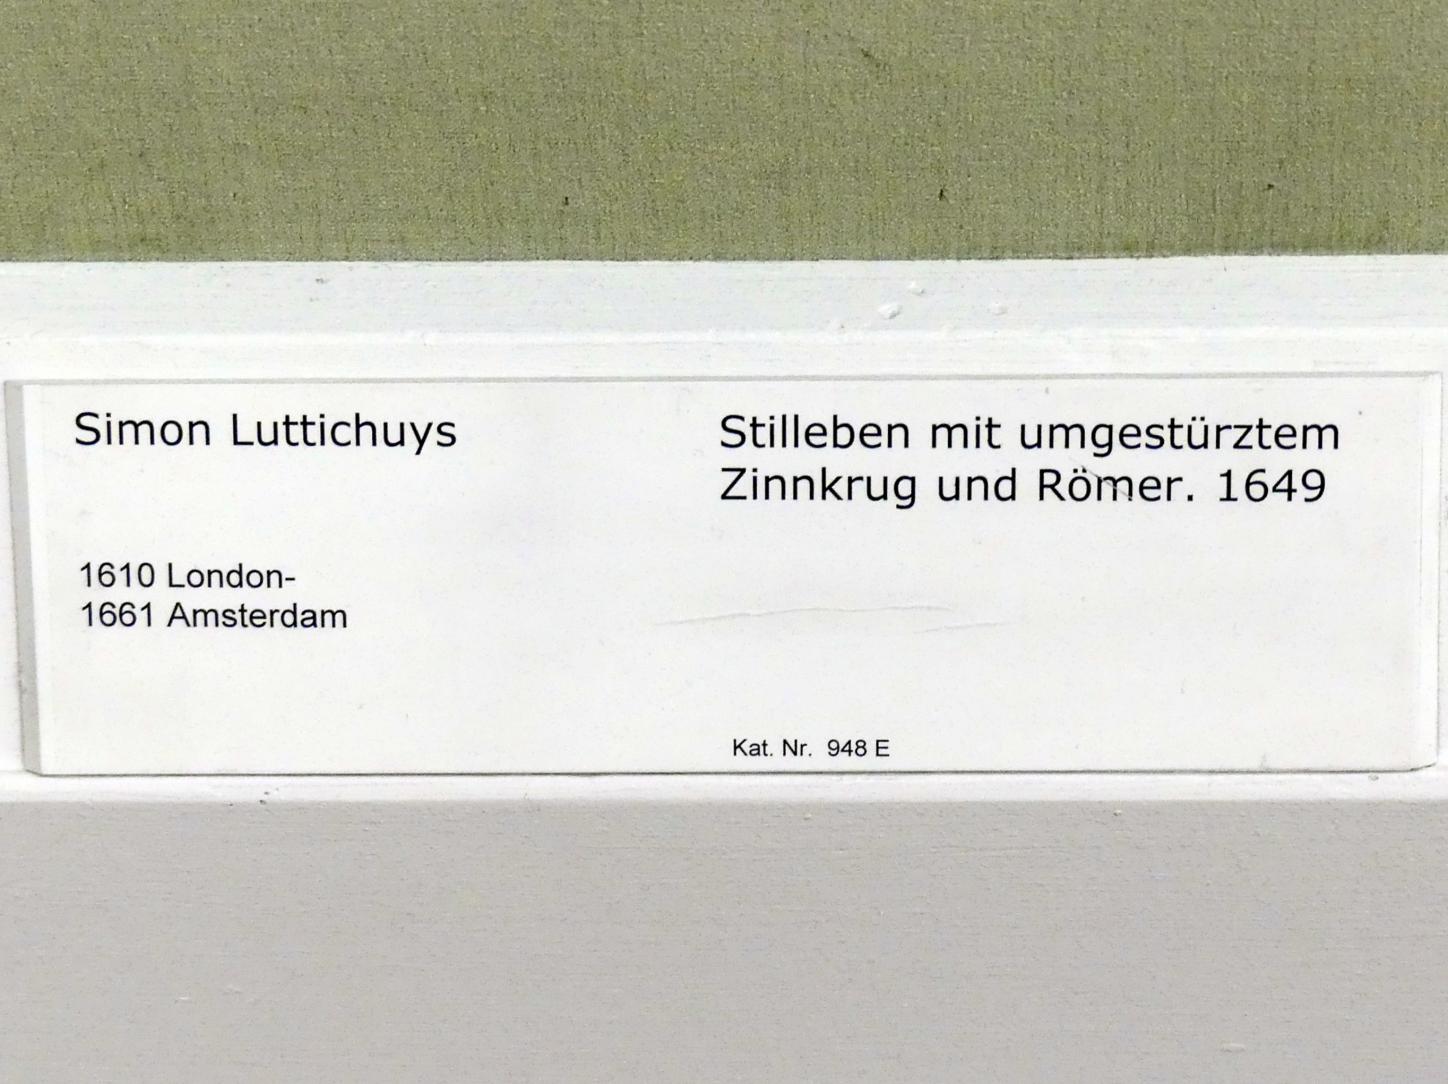 Simon Luttichuys
1610 London-
1661 Amsterdam
Stilleben mit umgestürztem
Zinnkrug und Römer. 1649
Kat. Nr. 948 E